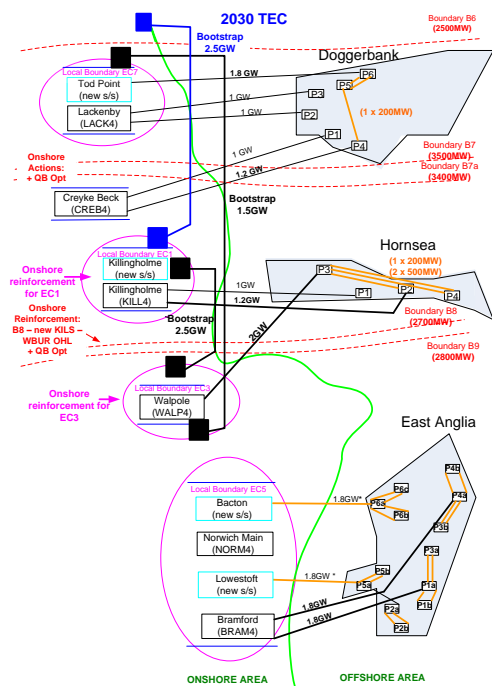 2030 TEC
Boundary B6
(2500MW)
Bootstrap
2.5GW
Doggerbank
Local Boundary EC7
Tod Point
(new s/s)
Lackenby
(LACK4)
1.8 GW
1 GW
1 GW
P6
P5
P3
P2
P1
P4
(1 x 200MW)
Boundary B7
(3500MW)
Boundary B7a
(3400MW)
Onshore
Actions:
+ QB Opt
1 GW
1.2 GW
Creyke Beck
(CREB4)
Bootstrap
1.5GW
Hornsea
Local Boundary EC1
Killingholme
(new s/s)
Killingholme
(KILL4)
Onshore
reinforcement
for EC1
1GW
1.2GW
P3
(1 x 200MW)
2 x 500MW)
P1
P2
P4
Onshore
Reinforcement:
B8 – new KILS –
WBUR OHL
+ QB Opt
Bootstrap
2.5GW
2GW
Boundary B8
(2700MW)
Boundary B9
(2800MW)
Local Boundary EC3
Walpole
(WALP4)
Onshore
reinforcement for
EC3
East Anglia
Local Boundary EC5
Bacton
(new s/s)
Norwich Main
(NORM4)
Lowestoft
(new s/s)
Bramford
(BRAM4)
1.8GW*
1.8GW *
1.8GW
1.8GW
P4b
P6c
P4a
P6a
P6b
P3b
P3a
P5b
P5a
P1a
P2a
P1b
P2b
ONSHORE AREA
OFFSHORE AREA